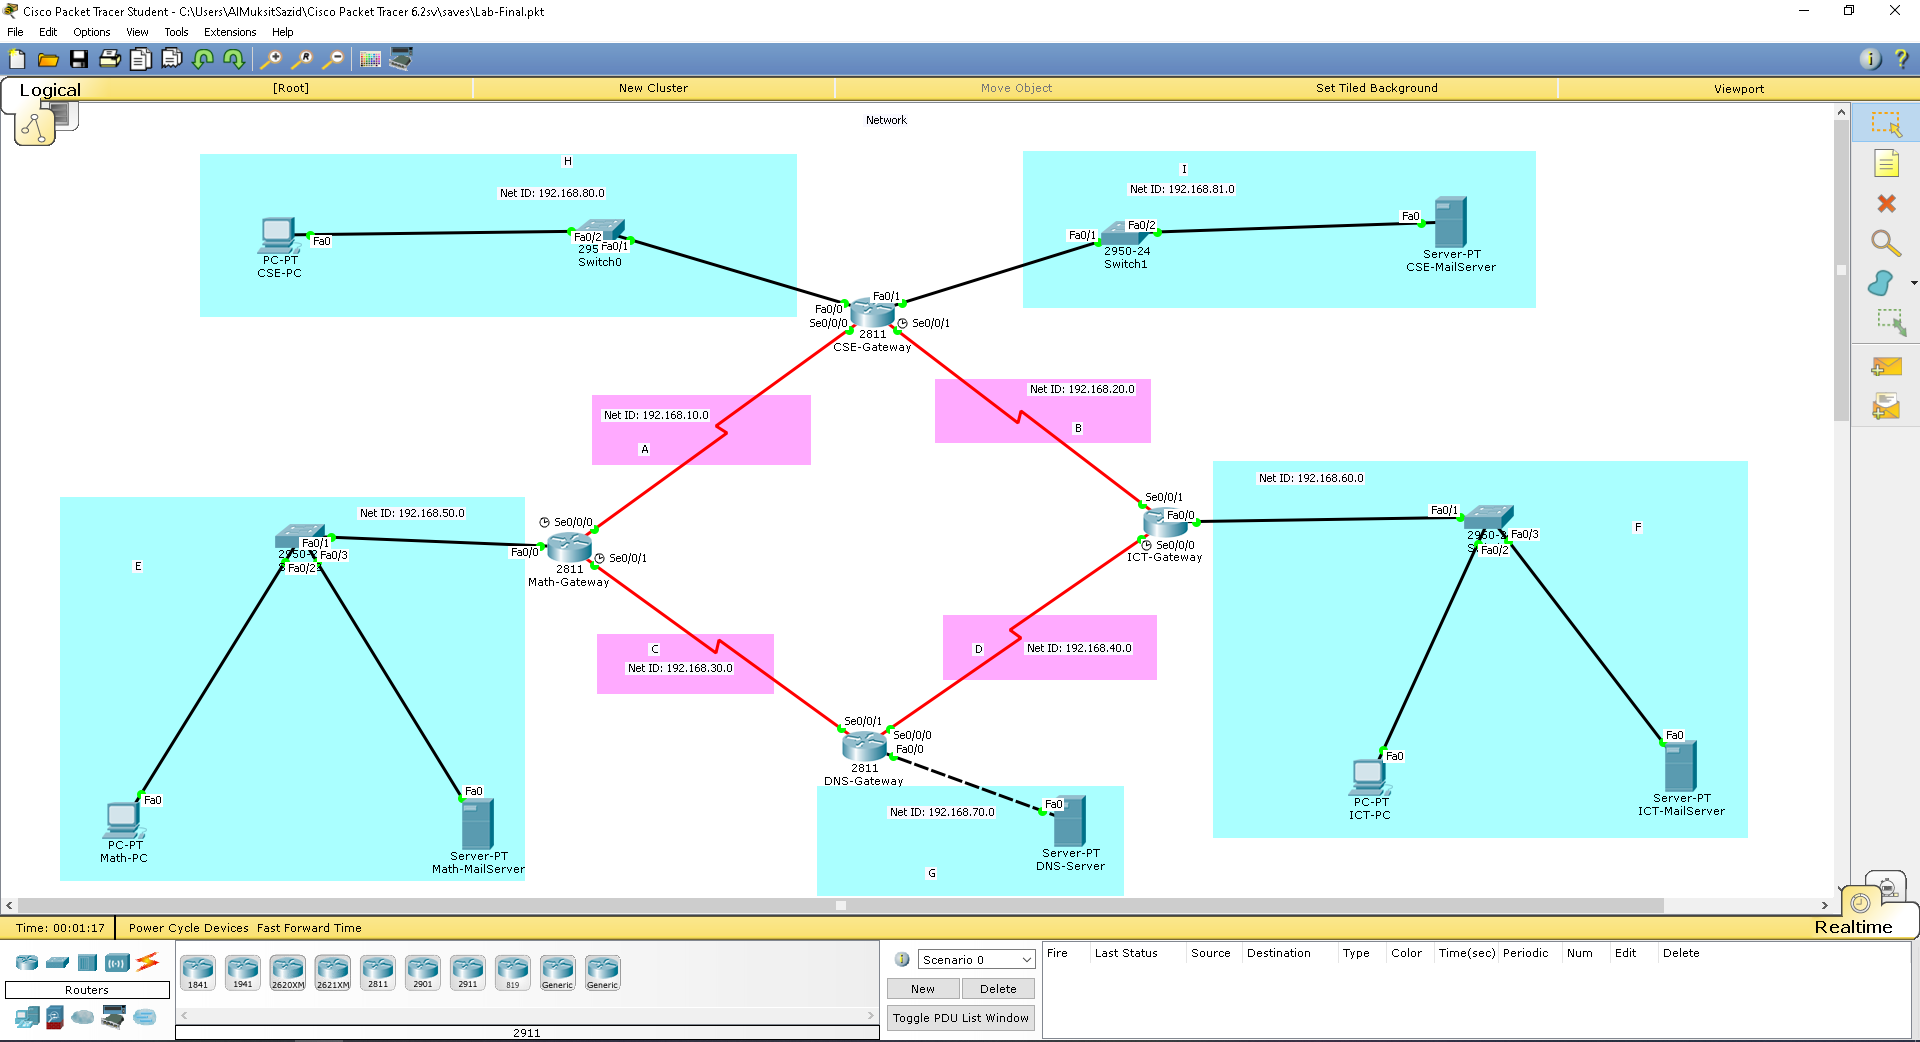 Cisco Packet Tracer Student - C:\Users\AlMuksitSazid\Cisco Packet Tracer 6.2sv\saves\Lab-Final.pkt
File Edit Options View Tools Extensions Help
Logical [Root] New Cluster Move Object Set Tiled Background Viewport
Network
H
Net ID: 192.168.80.0
Fa0
Fa0/2
Fa0/1
PC-PT
CSE-PC
Switch0
I
Net ID: 192.168.81.0
Fa0/1
Fa0/2
Fa0
2950-24
Switch1
Server-PT
CSE-MailServer
Fa0/0
Fa0/1
Se0/0/0
Se0/0/1
2811
CSE-Gateway
Net ID: 192.168.10.0
A
Net ID: 192.168.20.0
B
Net ID: 192.168.50.0
E
Fa0/1
Fa0/3
Fa0/2
Fa0
PC-PT
Math-PC
Fa0
Server-PT
Math-MailServer
Se0/0/0
Fa0/0
Se0/0/1
2811
Math-Gateway
C
Net ID: 192.168.30.0
D
Net ID: 192.168.40.0
Se0/0/1
Fa0/0
Se0/0/0
ICT-Gateway
Net ID: 192.168.60.0
F
Fa0/1
Fa0/3
Fa0/2
Fa0
PC-PT
ICT-PC
Fa0
Server-PT
ICT-MailServer
Se0/0/1
Se0/0/0
Fa0/0
2811
DNS-Gateway
Net ID: 192.168.70.0
Fa0
Server-PT
DNS-Server
G
Time: 00:01:17 Power Cycle Devices Fast Forward Time
Realtime
Routers
1841 1941 2620XM 2621XM 2811 2901 2911 819 Generic Generic
2911
Scenario 0
New Delete
Toggle PDU List Window
Fire Last Status Source Destination Type Color Time(sec) Periodic Num Edit Delete